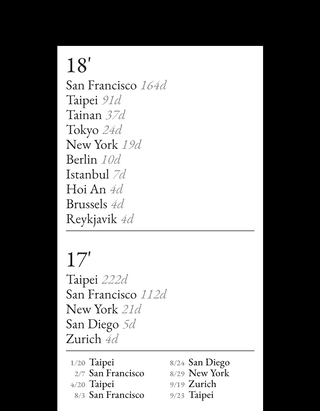 18'
San Francisco 164d
Taipei 91d
Tainan 37d
Tokyo 24d
New York 19d
Berlin 10d
Istanbul 7d
Hoi An 4d
Brussels 4d
Reykjavik 4d
17'
Taipei 222d
San Francisco 112d
New York 21d
San Diego 5d
Zurich 4d
1/20 Taipei
2/7 San Francisco
4/20 Taipei
8/3 San Francisco
8/24 San Diego
8/29 New York
9/19 Zurich
9/23 Taipei